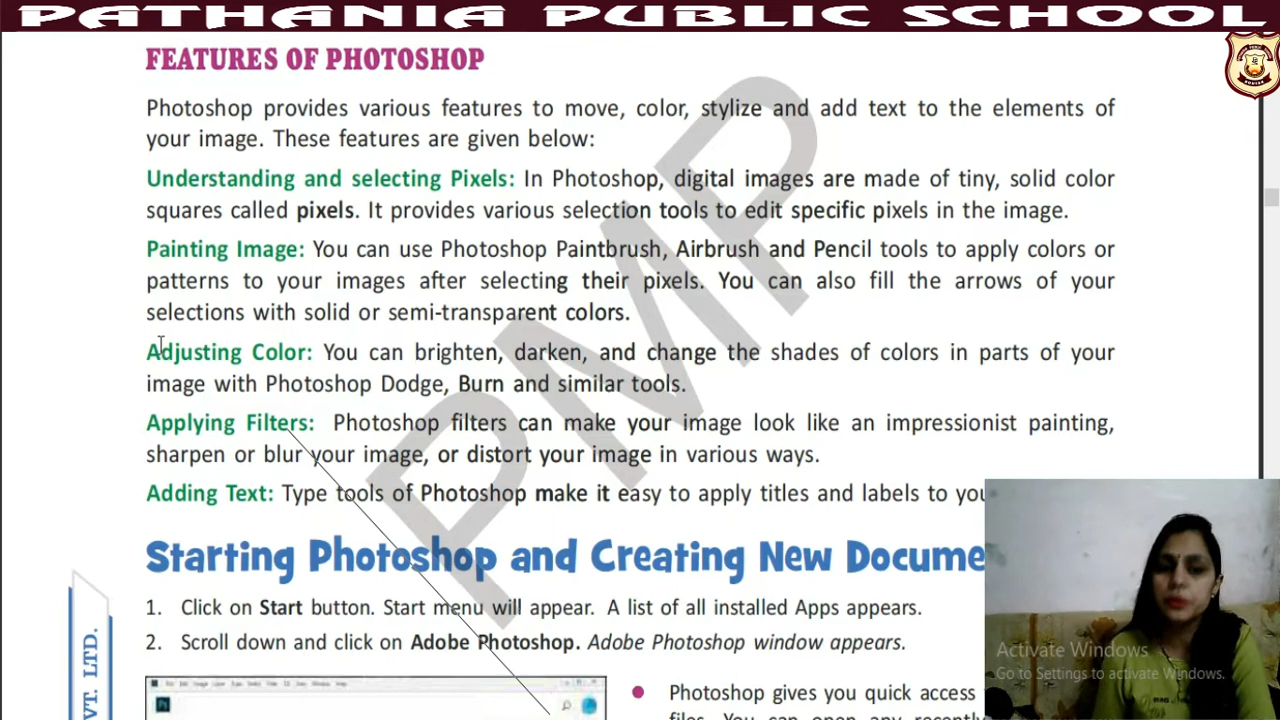 PATHANIA PUBLIC SCHOOL
FEATURES OF PHOTOSHOP
Photoshop provides various features to move, color, stylize and add text to the elements of
your image. These features are given below:
Understanding and selecting Pixels: In Photoshop, digital images are made of tiny, solid color
squares called pixels. It provides various selection tools to edit specific pixels in the image.
Painting Image: You can use Photoshop Paintbrush, Airbrush and Pencil tools to apply colors or
patterns to your images after selecting their pixels. You can also fill the arrows of your
selections with solid or semi-transparent colors.
Adjusting Color: You can brighten, darken, and change the shades of colors in parts of your
image with Photoshop Dodge, Burn and similar tools.
Applying Filters: Photoshop filters can make your image look like an impressionist painting,
sharpen or blur your image, or distort your image in various ways.
Adding Text: Type tools of Photoshop make it easy to apply titles and labels to you
PMP
Starting Photoshop and Creating New Docume
1. Click on Start button. Start menu will appear. A list of all installed Apps appears.
2. Scroll down and click on Adobe Photoshop. Adobe Photoshop window appears.
VT. LTD.
Ps
Photoshop gives you quick access
files. You can open any recently
Activate Windows
Go to Settings to activate Windows.